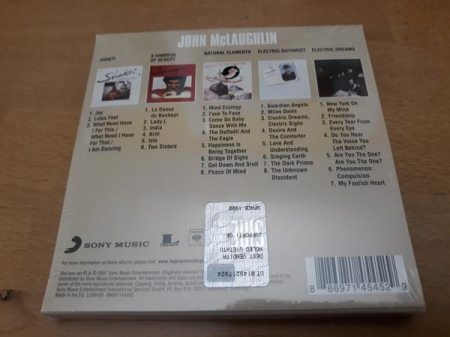 JOHN McLAUGHLIN
SHAKTI
1. Joy
2. Lotus Feet
3. What Need Have
I For This /
What Need I Have
For That /
I Am Dancing
A HANDFUL
OF BEAUTY
1. La Danse
du Bonheur
2. Lady L
3. India
4. Kriti
5. Isis
6. Two Sisters
NATURAL ELEMENTS
1. Mind Ecology
2. Face To Face
3. Come On Baby
Dance With Me
4. The Daffodil And
The Eagle
5. Happiness Is
Being Together
6. Bridge Of Sighs
7. Get Down And Sruti
8. Peace Of Mind
ELECTRIC GUITARIST
1. Guardian Angels
2. Miles Davis
3. Electric Dreams,
Electric Sighs
4. Desire And
The Comforter
5. Love And
Understanding
6. Singing Earth
7. The Dark Prince
8. The Unknown
Dissident
ELECTRIC DREAMS
1. New York On
My Mind
2. Friendship
3. Every Tear From
Every Eye
4. Do You Hear
The Voice You
Left Behind?
5. Are You The One?
Are You The One?
6. Phenomenon:
Compulsion
7. My Foolish Heart
SONY MUSIC
8 86971 45452 9